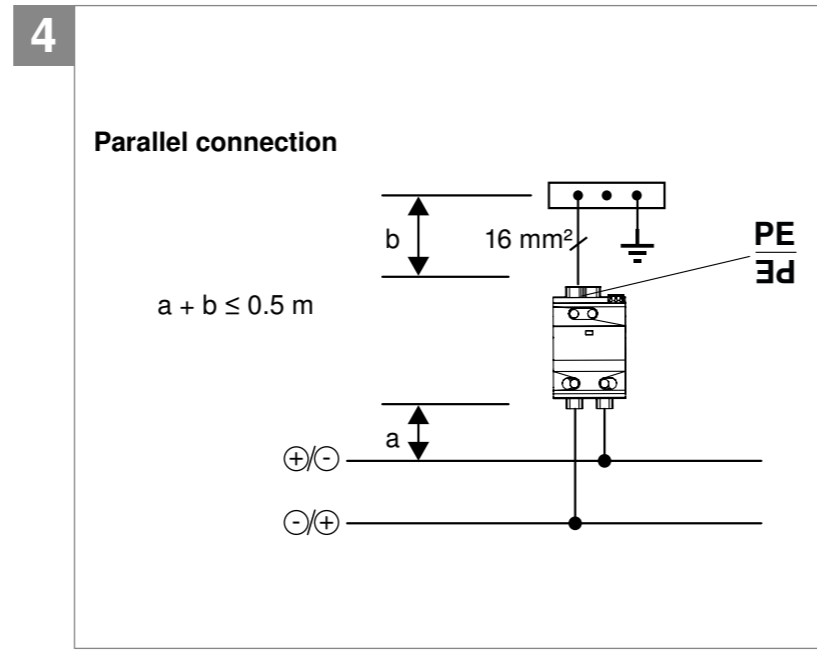 4
Parallel connection
b
16 mm²
PE
PE
a + b ≤ 0.5 m
a
⊕/⊖
⊖/⊕